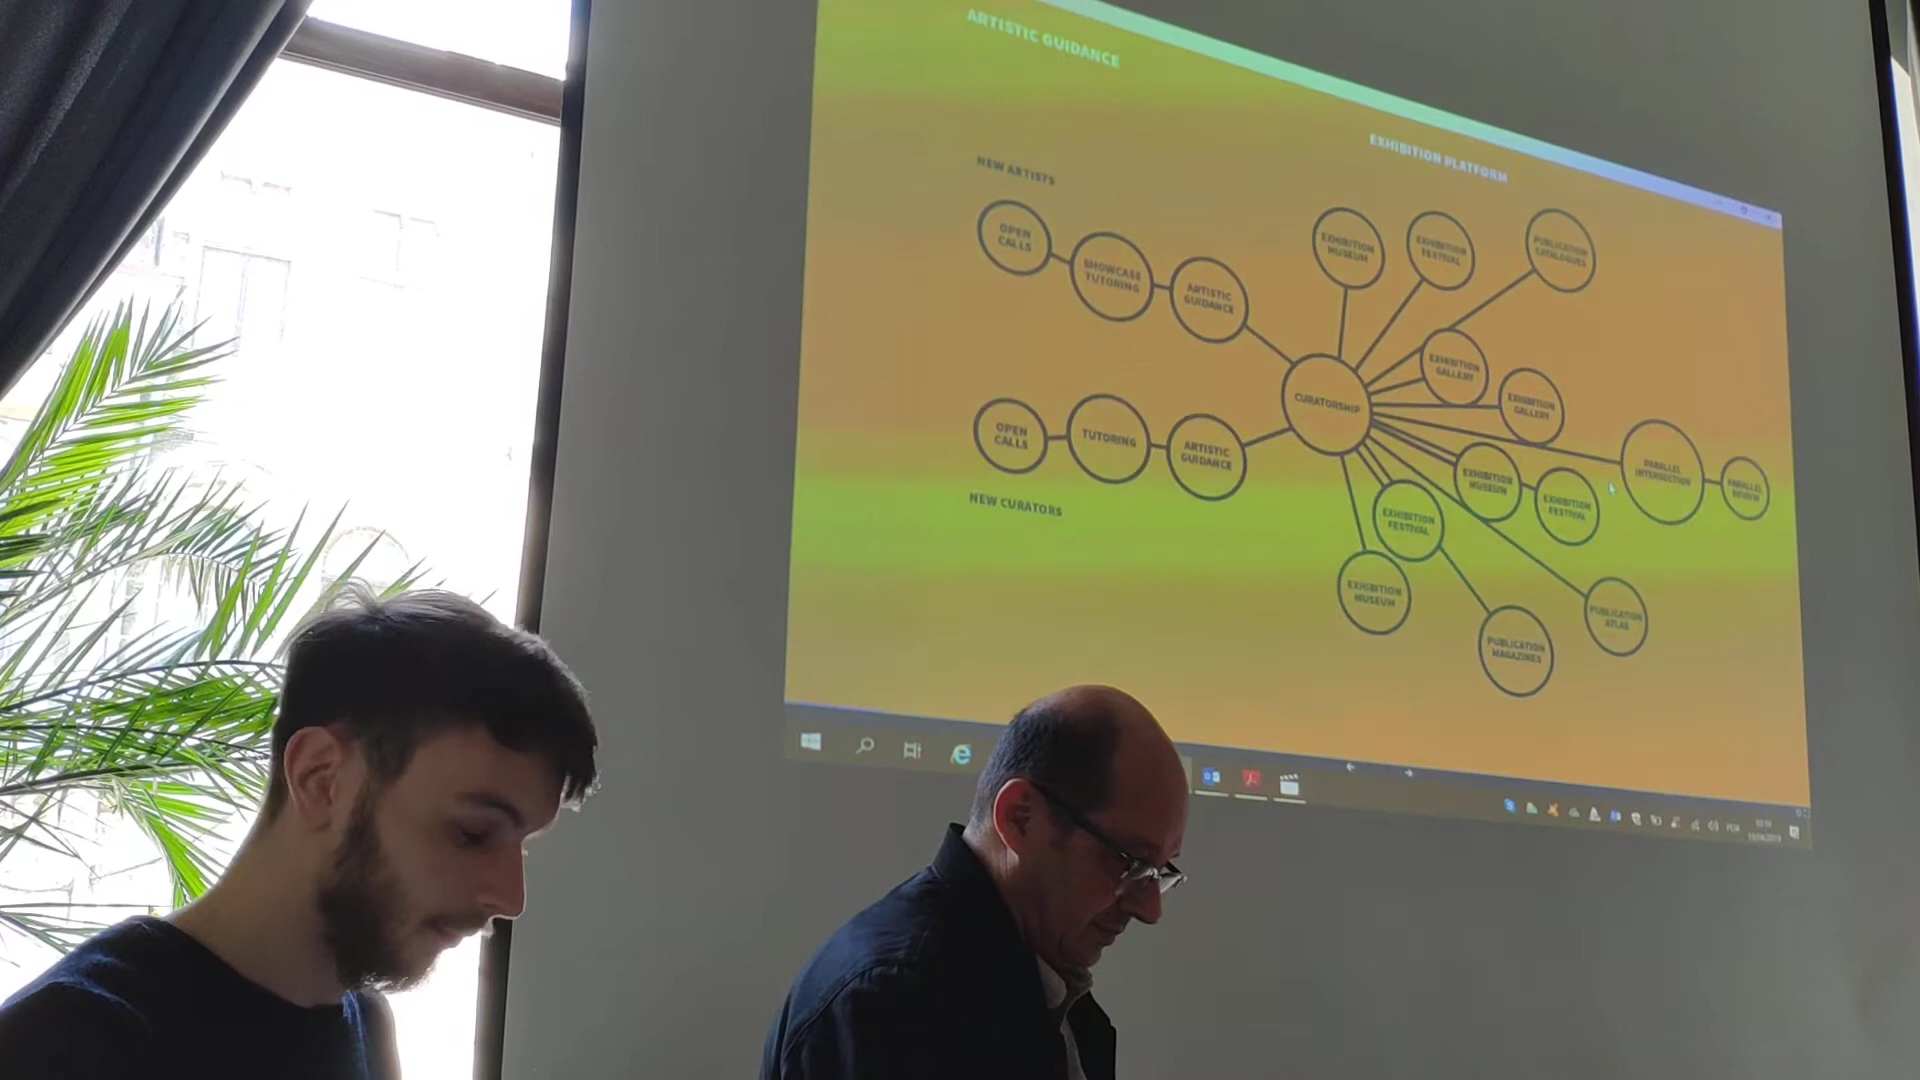 ARTISTIC GUIDANCE
EXHIBITION PLATFORM
NEW ARTISTS
OPEN
CALLS
SHOWCASE
TUTORING
ARTISTIC
GUIDANCE
EXHIBITION
MUSEUM
EXHIBITION
FESTIVAL
PUBLICATION
CATALOGUES
EXHIBITION
GALLERY
EXHIBITION
GALLERY
CURATORSHIP
OPEN
CALLS
TUTORING
ARTISTIC
GUIDANCE
NEW CURATORS
EXHIBITION
MUSEUM
EXHIBITION
FESTIVAL
PARALLEL
INTERSECTION
PARALLEL
REVIEW
EXHIBITION
FESTIVAL
EXHIBITION
MUSEUM
PUBLICATION
MAGAZINES
PUBLICATION
ATLAS
POR